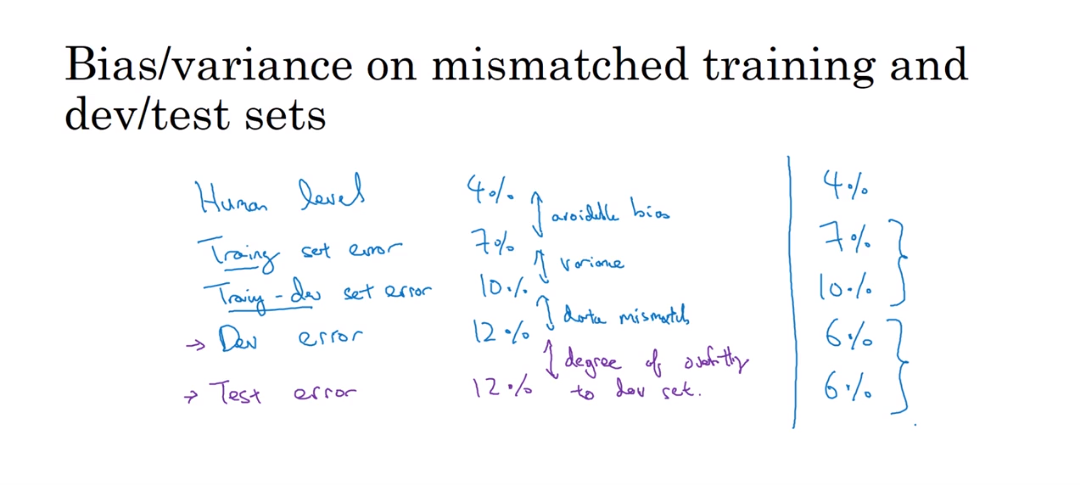 Bias/variance on mismatched training and
dev/test sets
Human level 4% avoidable bias 4%
Training set error 7% variance 7%
Training-dev set error 10% data mismatch 10%
→ Dev error 12% degree of overfitting 6%
→ Test error 12% to dev set. 6%